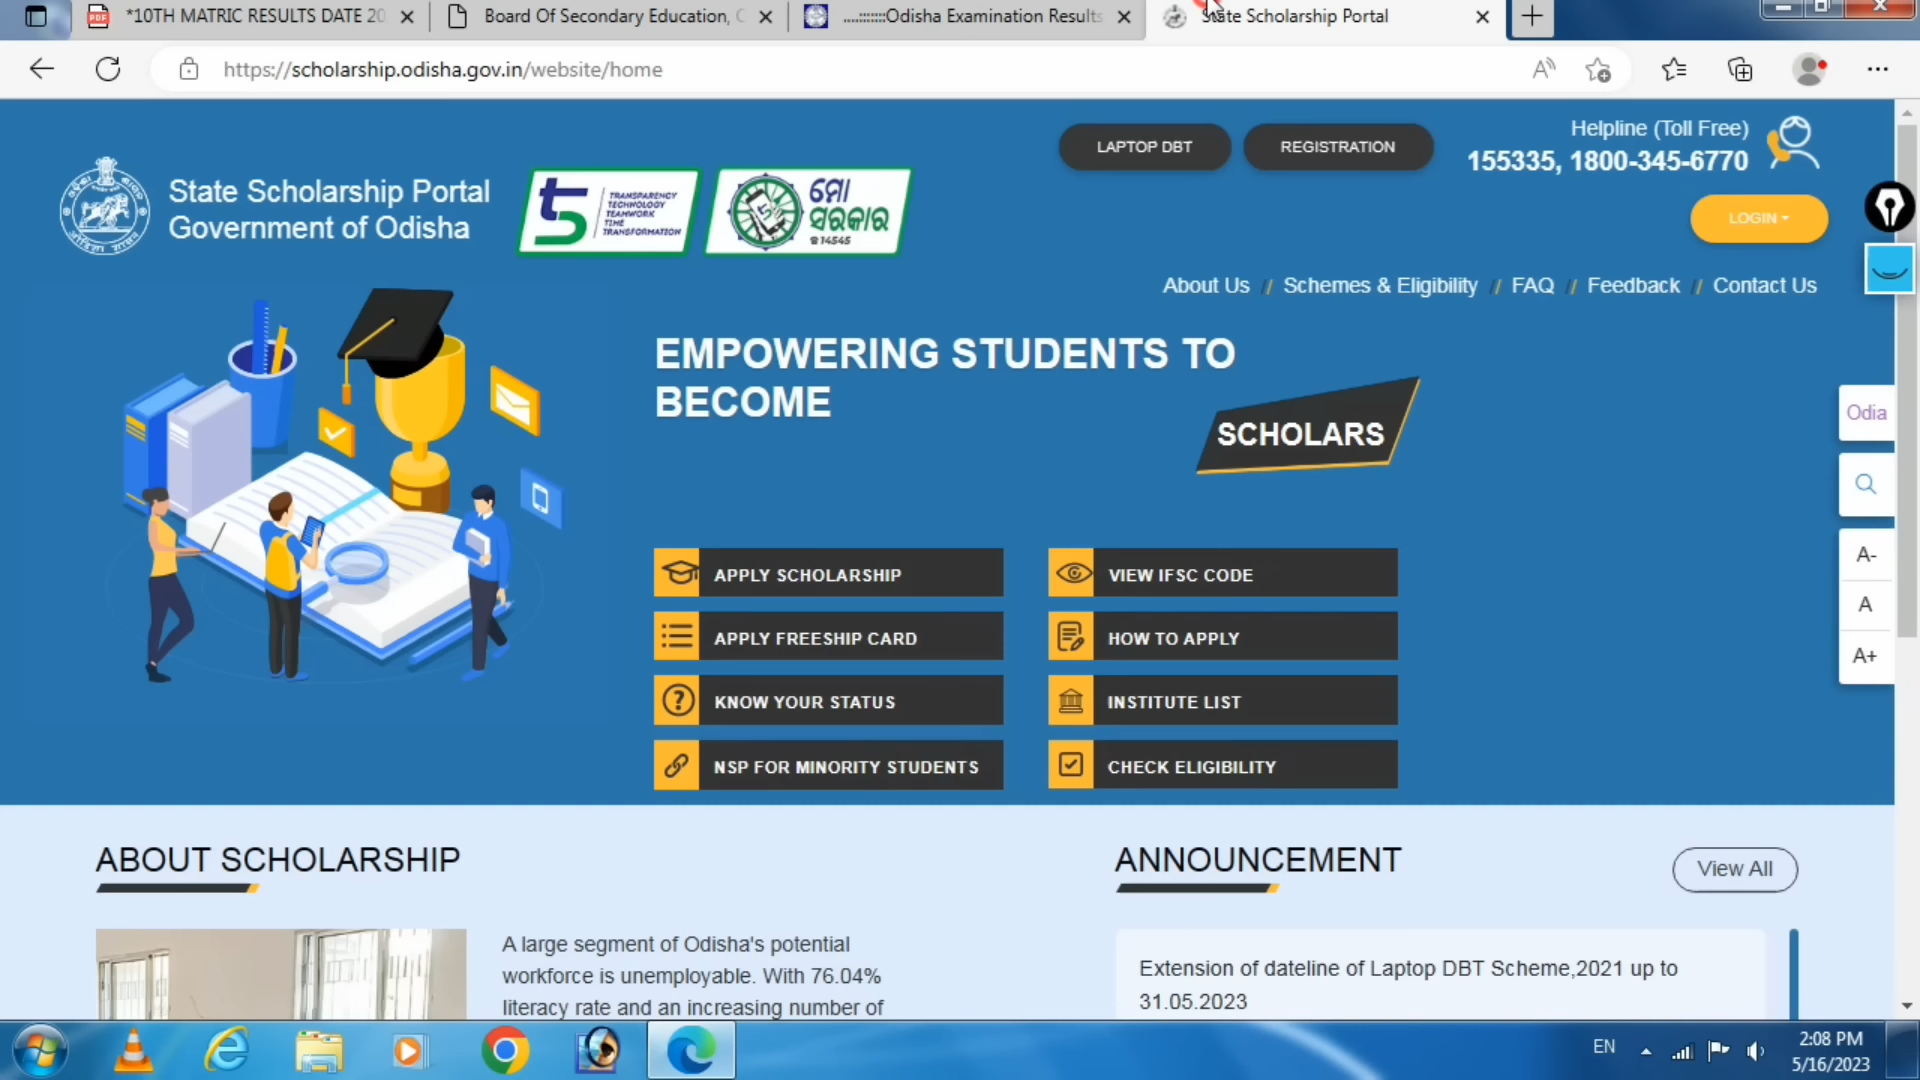 *10TH MATRIC RESULTS DATE 20
Board Of Secondary Education,
...::::::::Odisha Examination Results
State Scholarship Portal
https://scholarship.odisha.gov.in/website/home
LAPTOP DBT
REGISTRATION
Helpline (Toll Free)
155335, 1800-345-6770
State Scholarship Portal
Government of Odisha
5
TRANSPARENCY
TECHNOLOGY
TEAMWORK
TIME
TRANSFORMATION
ମୋ
ସରକାର
14545
LOGIN
About Us // Schemes & Eligibility // FAQ // Feedback // Contact Us
EMPOWERING STUDENTS TO
BECOME
SCHOLARS
Odia
A-
A
A+
APPLY SCHOLARSHIP
VIEW IFSC CODE
APPLY FREESHIP CARD
HOW TO APPLY
KNOW YOUR STATUS
INSTITUTE LIST
NSP FOR MINORITY STUDENTS
CHECK ELIGIBILITY
ABOUT SCHOLARSHIP
ANNOUNCEMENT
View All
A large segment of Odisha's potential
workforce is unemployable. With 76.04%
literacy rate and an increasing number of
Extension of dateline of Laptop DBT Scheme,2021 up to
31.05.2023
EN
2:08 PM
5/16/2023